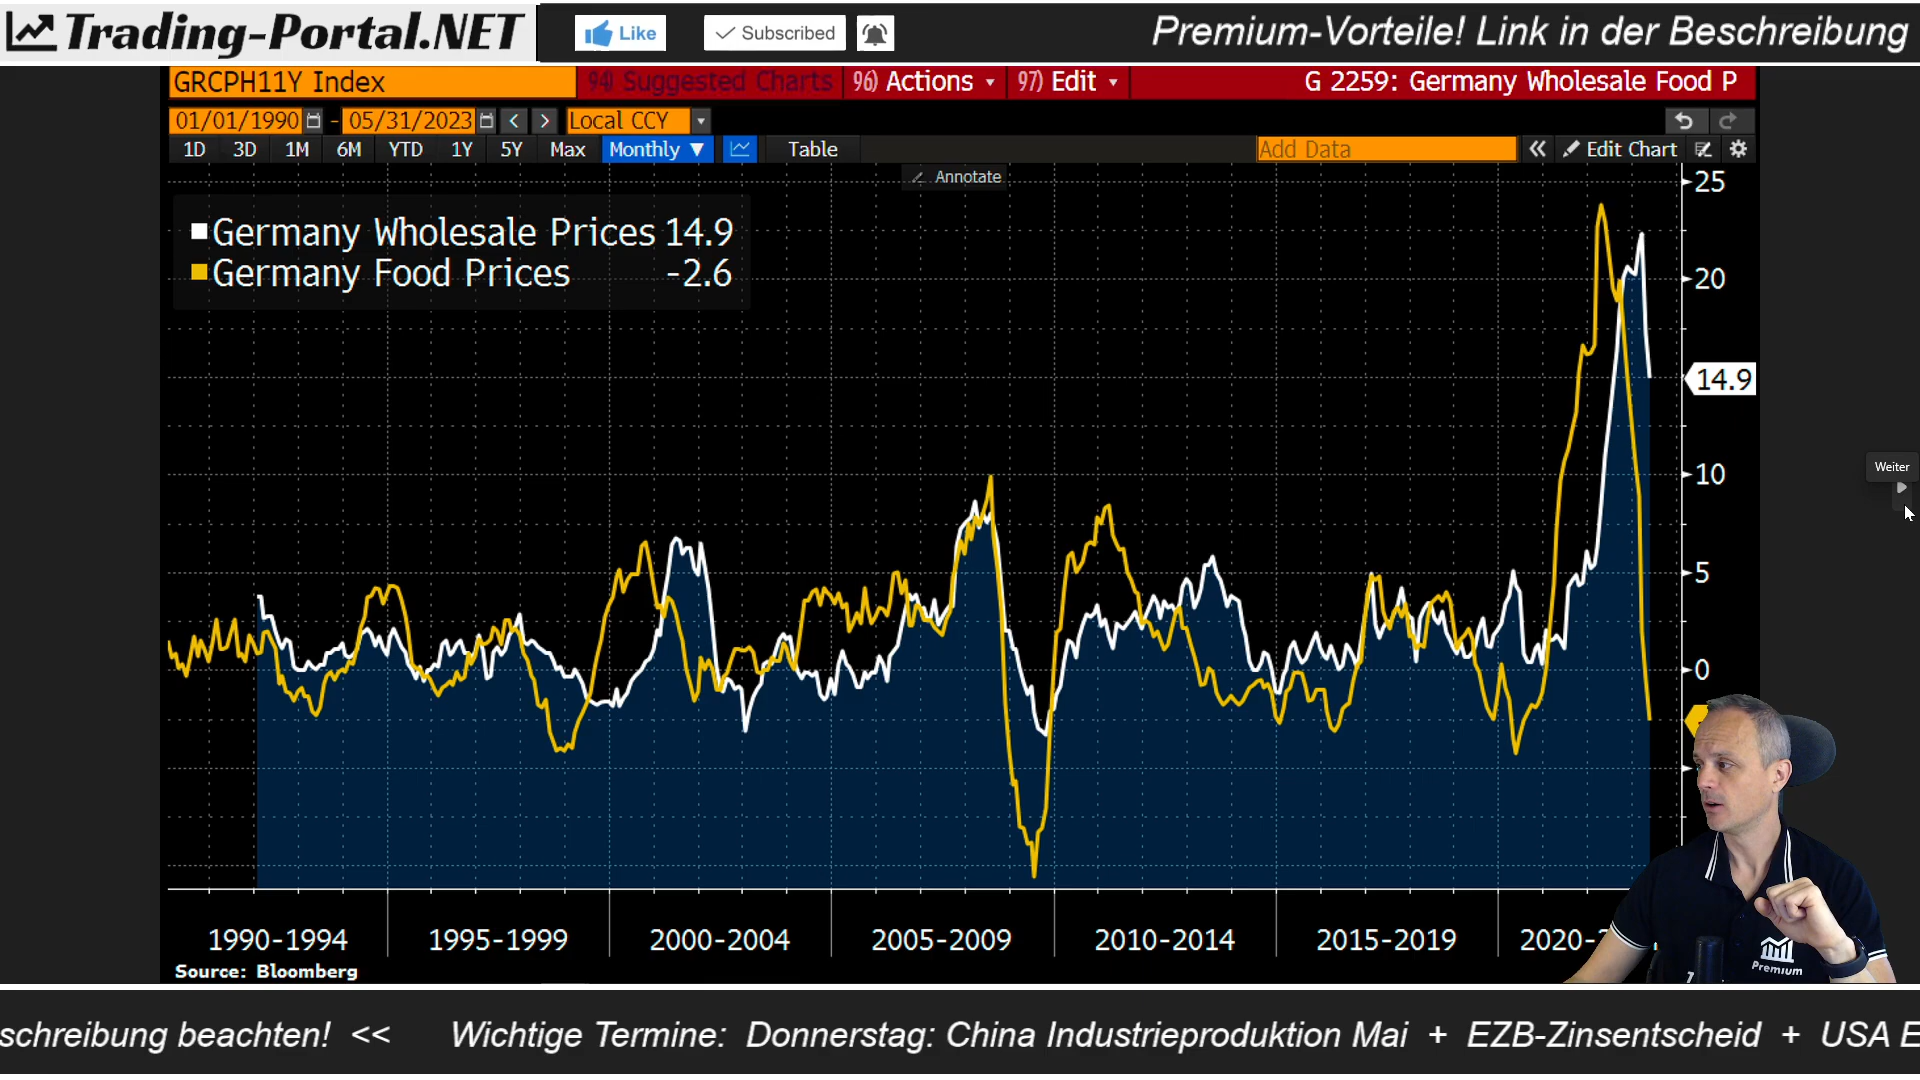 Trading-Portal.NET
Like
Subscribed
Premium-Vorteile! Link in der Beschreibung
GRCPH11Y Index
94) Suggested Charts
96) Actions
97) Edit
G 2259: Germany Wholesale Food P
01/01/1990 - 05/31/2023
Local CCY
1D 3D 1M 6M YTD 1Y 5Y Max Monthly ▼ Table
Add Data
« Edit Chart
Annotate
Germany Wholesale Prices 14.9
Germany Food Prices -2.6
25
20
14.9
10
5
0
Weiter
1990-1994 1995-1999 2000-2004 2005-2009 2010-2014 2015-2019 2020-
Source: Bloomberg
Premium
schreibung beachten! << Wichtige Termine: Donnerstag: China Industrieproduktion Mai + EZB-Zinsentscheid + USA E